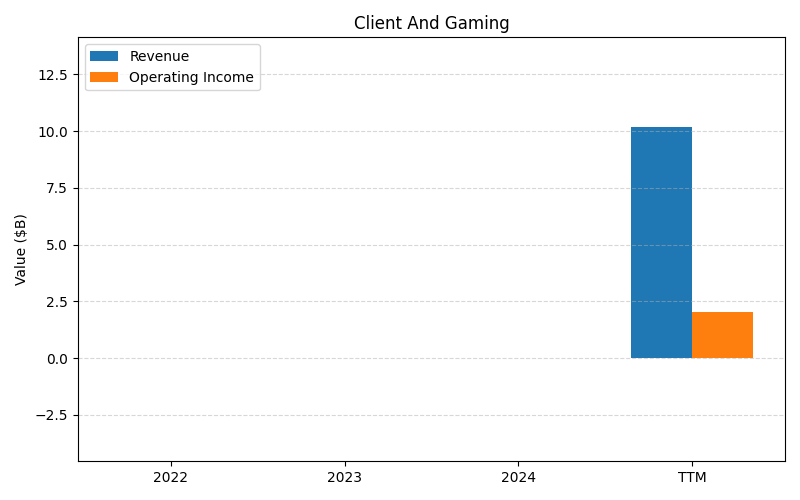 Client And Gaming
Revenue
Operating Income
Value ($B)
12.5
10.0
7.5
5.0
2.5
0.0
−2.5
2022 2023 2024 TTM